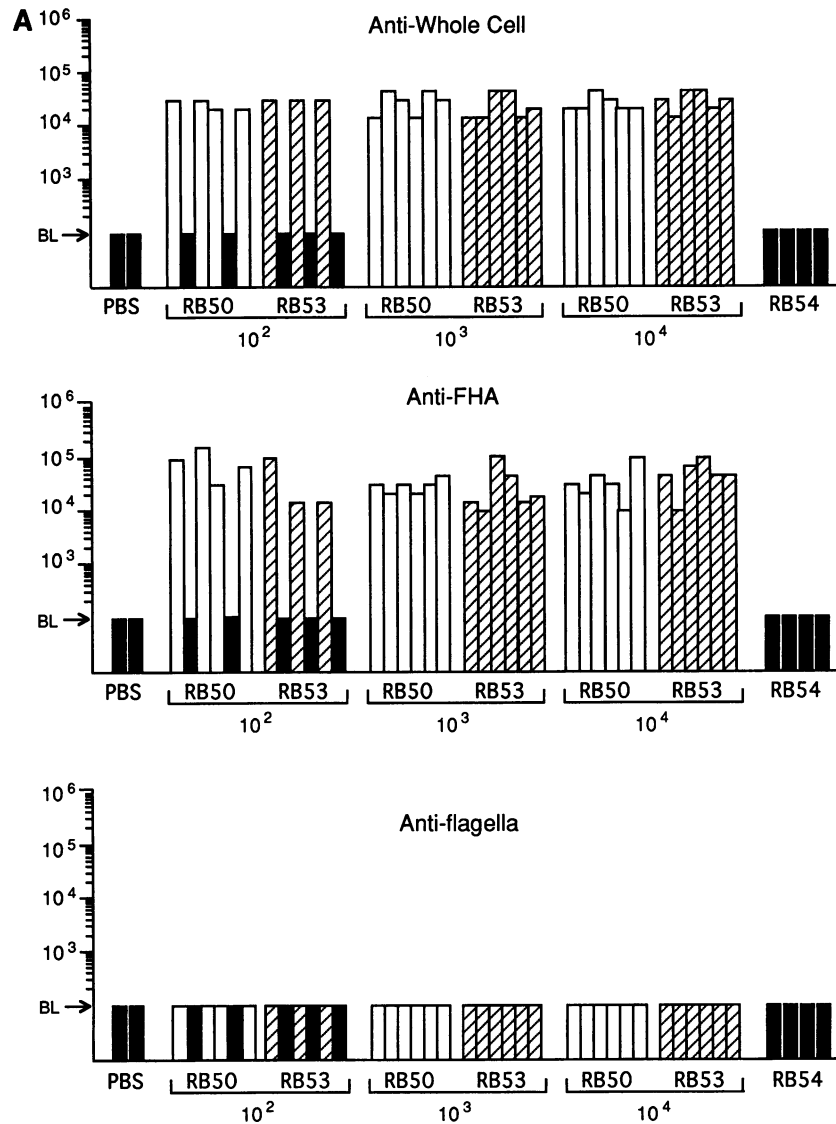 A
Anti-Whole Cell
10⁶
10⁵
10⁴
10³
BL
PBS RB50 RB53 RB50 RB53 RB50 RB53 RB54
10² 10³ 10⁴
Anti-FHA
10⁶
10⁵
10⁴
10³
BL
PBS RB50 RB53 RB50 RB53 RB50 RB53 RB54
10² 10³ 10⁴
Anti-flagella
10⁶
10⁵
10⁴
10³
BL
PBS RB50 RB53 RB50 RB53 RB50 RB53 RB54
10² 10³ 10⁴